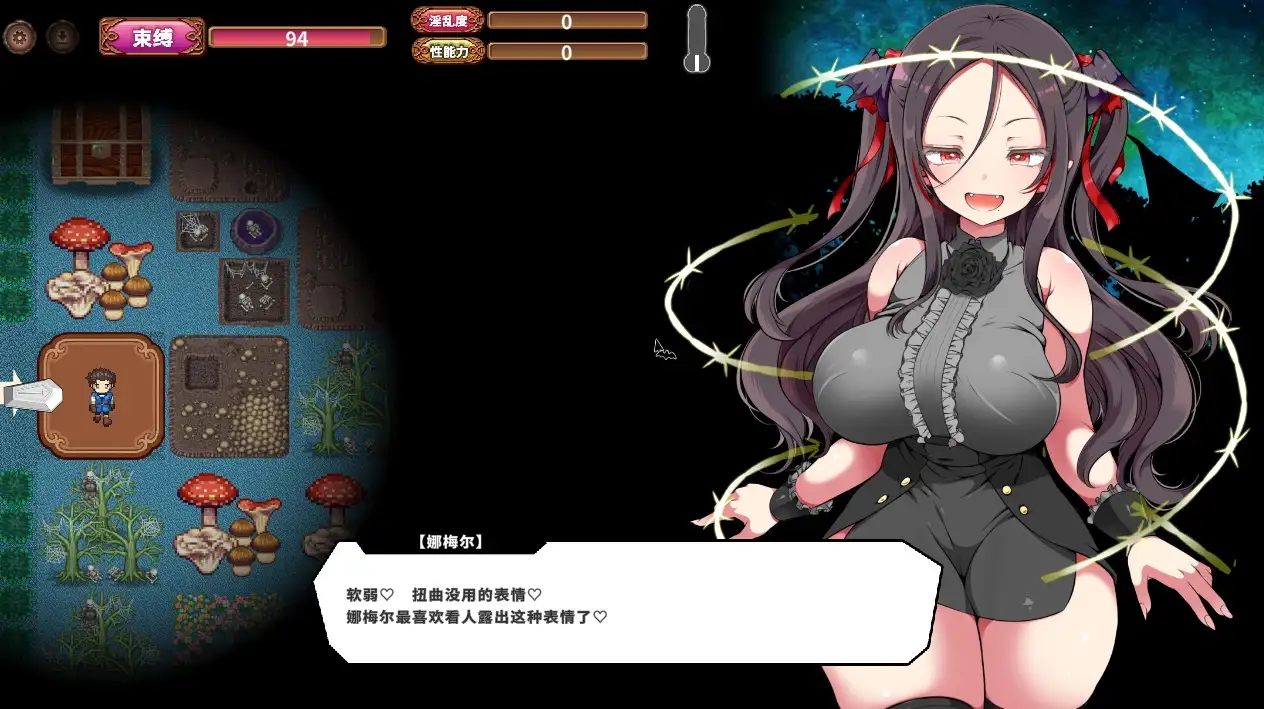 束缚
94
淫乱度
0
性能力
0
【娜梅尔】
软弱♡ 扭曲没用的表情♡
娜梅尔最喜欢看人露出这种表情了♡